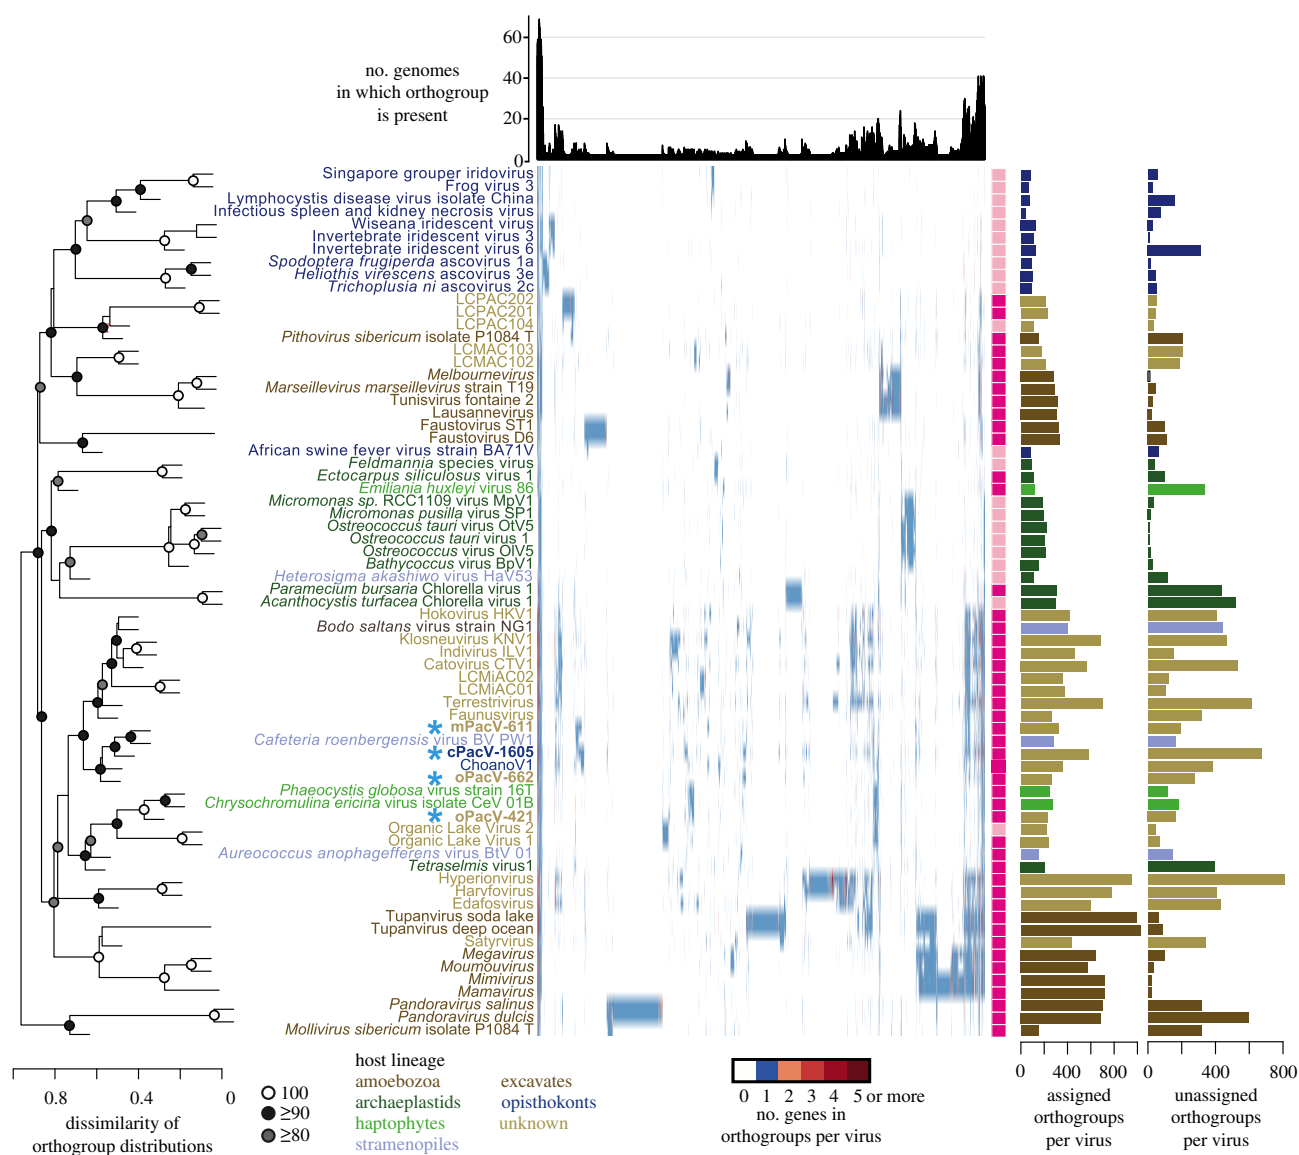 60
40
20
0
no. genomes
in which orthogroup
is present
Singapore grouper iridovirus
Frog virus 3
Lymphocystis disease virus isolate China
Infectious spleen and kidney necrosis virus
Wiseana iridescent virus
Invertebrate iridescent virus 3
Invertebrate iridescent virus 6
Spodoptera frugiperda ascovirus 1a
Heliothis virescens ascovirus 3e
Trichoplusia ni ascovirus 2c
LCPAC202
LCPAC201
LCPAC104
Pithovirus sibericum isolate P1084 T
LCMAC103
LCMAC102
Melbournevirus
Marseillevirus marseillevirus strain T19
Tunisvirus fontaine 2
Lausannevirus
Faustovirus ST1
Faustovirus D6
African swine fever virus strain BA71V
Feldmannia species virus
Ectocarpus siliculosus virus 1
Emiliania huxleyi virus 86
Micromonas sp. RCC1109 virus MpV1
Micromonas pusilla virus SP1
Ostreococcus tauri virus OtV5
Ostreococcus tauri virus 1
Ostreococcus virus OlV5
Bathycoccus virus BpV1
Heterosigma akashiwo virus HaV53
Paramecium bursaria Chlorella virus 1
Acanthocystis turfacea Chlorella virus 1
Hokovirus HKV1
Bodo saltans virus strain NG1
Klosneuvirus KNV1
Indivirus ILV1
Catovirus CTV1
LCMiAC02
LCMiAC01
Terrestrivirus
Faunusvirus
* mPacV-611
Cafeteria roenbergensis virus BV PW1
* cPacV-1605
ChoanoV1
* oPacV-662
Phaeocystis globosa virus strain 16T
Chrysochromulina ericina virus isolate CeV 01B
* oPacV-421
Organic Lake Virus 2
Organic Lake Virus 1
Aureococcus anophagefferens virus BtV 01
Tetraselmis virus1
Hyperionvirus
Harvfovirus
Edafosvirus
Tupanvirus soda lake
Tupanvirus deep ocean
Satyrvirus
Megavirus
Moumouvirus
Mimivirus
Mamavirus
Pandoravirus salinus
Pandoravirus dulcis
Mollivirus sibericum isolate P1084 T
0.8 0.6 0.4 0.2 0
dissimilarity of
orthogroup distributions
100
≥90
≥80
host lineage
amoebozoa
archaeplastids
haptophytes
stramenopiles
excavates
opisthokonts
unknown
0 1 2 3 4 5 or more
no. genes in
orthogroups per virus
0 400 800
assigned
orthogroups
per virus
0 400 800
unassigned
orthogroups
per virus